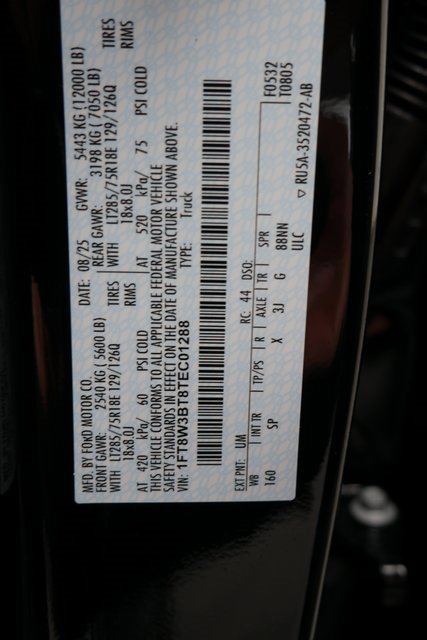 MFD. BY FORD MOTOR CO.
DATE: 08/25 GVWR: 5443 KG (12000 LB)
FRONT GAWR: 2540 KG (5600 LB) REAR GAWR: 3198 KG (7050 LB)
WITH LT285/75R18E 129/126Q TIRES WITH LT285/75R18E 129/126Q TIRES
18x8.0J RIMS 18x8.0J RIMS
AT 420 kPa/ 60 PSI COLD AT 520 kPa/ 75 PSI COLD
THIS VEHICLE CONFORMS TO ALL APPLICABLE FEDERAL MOTOR VEHICLE
SAFETY STANDARDS IN EFFECT ON THE DATE OF MANUFACTURE SHOWN ABOVE.
VIN: 1FT8W3BT8TEC01288 TYPE: Truck
F0532
T0805
EXT PNT: UM RC: 44 DSO:
WB INT TR TP/PS R AXLE TR SPR
160 SP X 3J G 88NN
ULC ▽ RU5A-3520472-AB